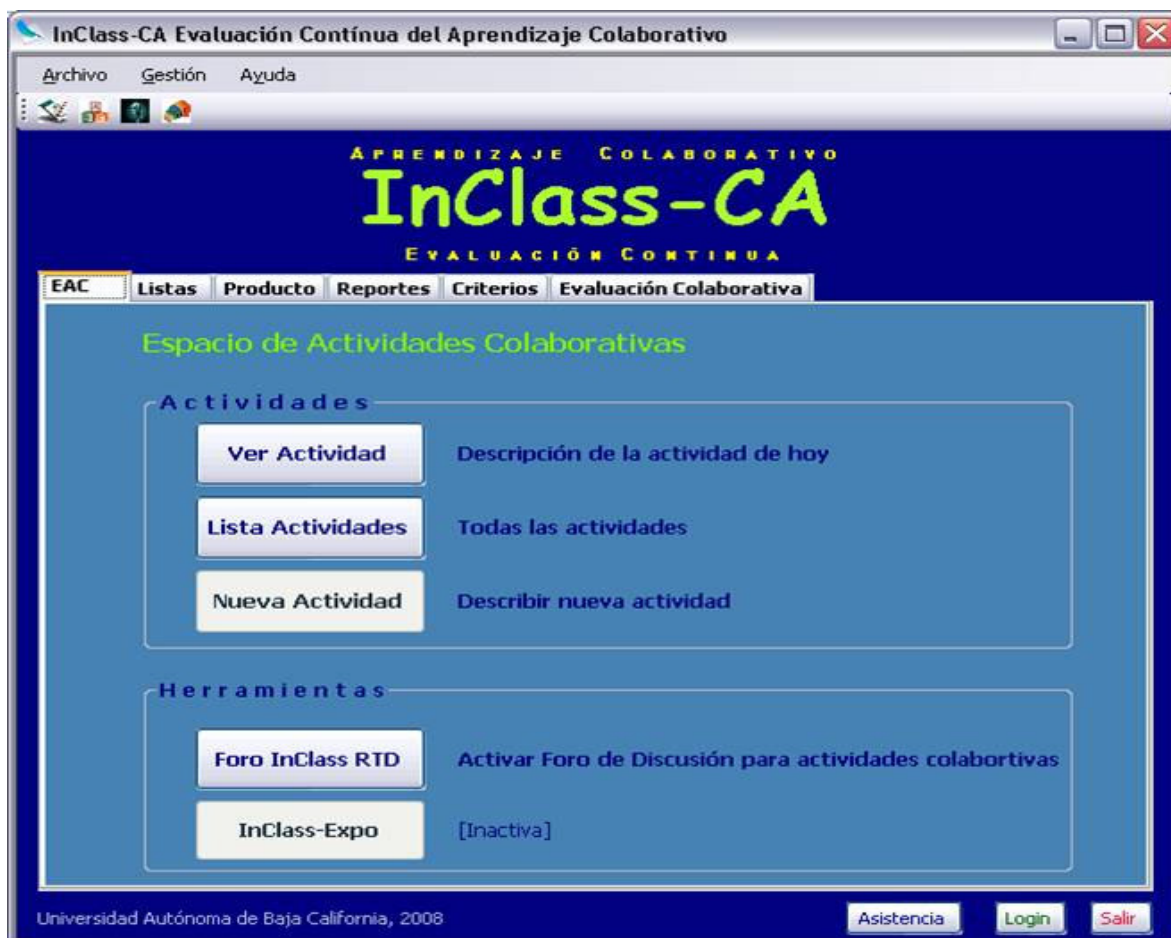 InClass-CA Evaluación Contínua del Aprendizaje Colaborativo
Archivo Gestión Ayuda
APRENDIZAJE COLABORATIVO
InClass-CA
EVALUACIÓN CONTINUA
EAC Listas Producto Reportes Criterios Evaluación Colaborativa
Espacio de Actividades Colaborativas
Actividades
Ver Actividad Descripción de la actividad de hoy
Lista Actividades Todas las actividades
Nueva Actividad Describir nueva actividad
Herramientas
Foro InClass RTD Activar Foro de Discusión para actividades colabortivas
InClass-Expo [Inactiva]
Universidad Autónoma de Baja California, 2008 Asistencia Login Salir